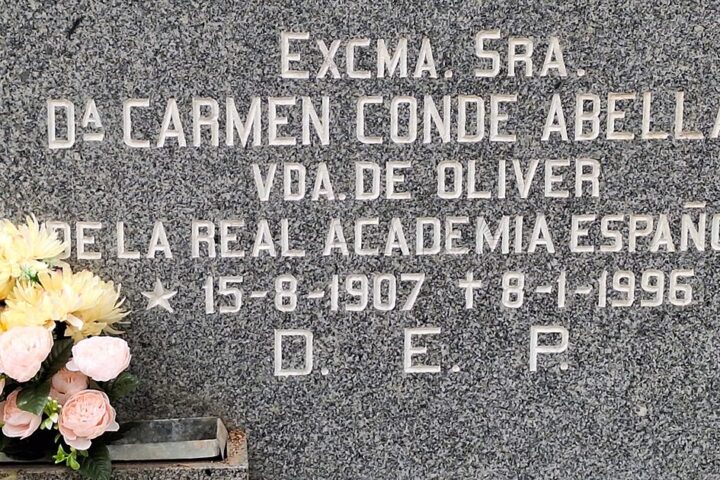 EXCMA. SRA.
Dª CARMEN CONDE ABELLA
VDA. DE OLIVER
DE LA REAL ACADEMIA ESPAÑO
15-8-1907 ✝ 8-1-1996
D. E. P.